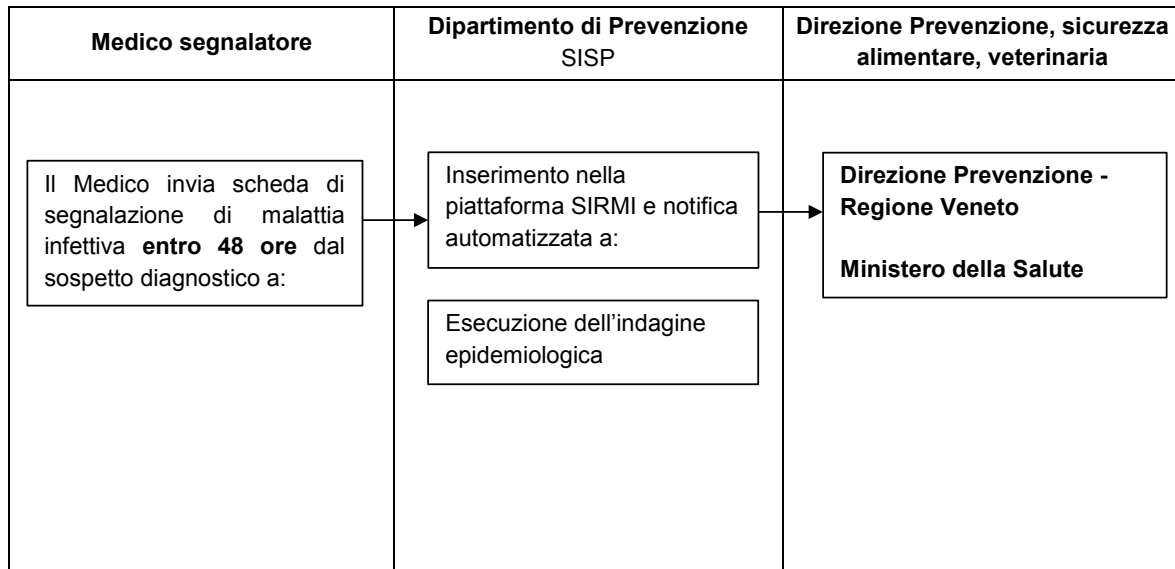 Medico segnalatore
Dipartimento di Prevenzione
SISP
Direzione Prevenzione, sicurezza
alimentare, veterinaria
Il Medico invia scheda di
segnalazione di malattia
infettiva entro 48 ore dal
sospetto diagnostico a:
Inserimento nella
piattaforma SIRMI e notifica
automatizzata a:
Esecuzione dell’indagine
epidemiologica
Direzione Prevenzione -
Regione Veneto
Ministero della Salute